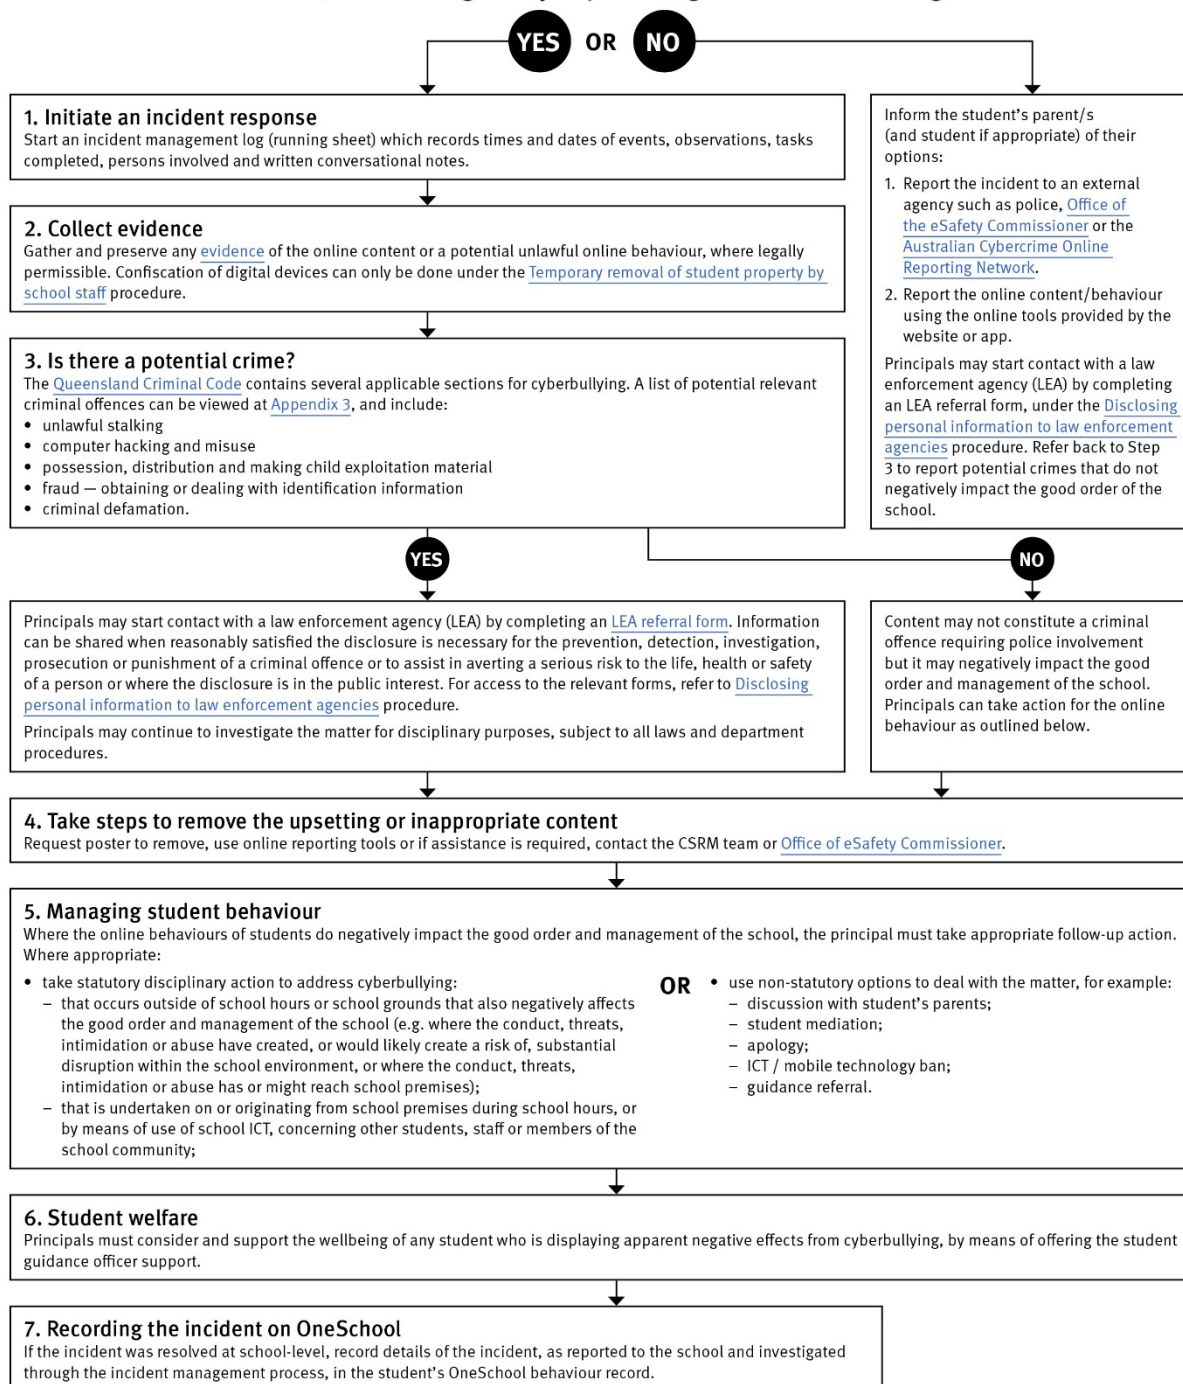 YES OR NO
1. Initiate an incident response
Start an incident management log (running sheet) which records times and dates of events, observations, tasks
completed, persons involved and written conversational notes.
2. Collect evidence
Gather and preserve any evidence of the online content or a potential unlawful online behaviour, where legally
permissible. Confiscation of digital devices can only be done under the Temporary removal of student property by
school staff procedure.
3. Is there a potential crime?
The Queensland Criminal Code contains several applicable sections for cyberbullying. A list of potential relevant
criminal offences can be viewed at Appendix 3, and include:
• unlawful stalking
• computer hacking and misuse
• possession, distribution and making child exploitation material
• fraud — obtaining or dealing with identification information
• criminal defamation.
Inform the student's parent/s
(and student if appropriate) of their
options:
1. Report the incident to an external
agency such as police, Office of
the eSafety Commissioner or the
Australian Cybercrime Online
Reporting Network.
2. Report the online content/behaviour
using the online tools provided by the
website or app.
Principals may start contact with a law
enforcement agency (LEA) by completing
an LEA referral form, under the Disclosing
personal information to law enforcement
agencies procedure. Refer back to Step
3 to report potential crimes that do not
negatively impact the good order of the
school.
YES
NO
Principals may start contact with a law enforcement agency (LEA) by completing an LEA referral form. Information
can be shared when reasonably satisfied the disclosure is necessary for the prevention, detection, investigation,
prosecution or punishment of a criminal offence or to assist in averting a serious risk to the life, health or safety
of a person or where the disclosure is in the public interest. For access to the relevant forms, refer to Disclosing
personal information to law enforcement agencies procedure.
Principals may continue to investigate the matter for disciplinary purposes, subject to all laws and department
procedures.
Content may not constitute a criminal
offence requiring police involvement
but it may negatively impact the good
order and management of the school.
Principals can take action for the online
behaviour as outlined below.
4. Take steps to remove the upsetting or inappropriate content
Request poster to remove, use online reporting tools or if assistance is required, contact the CSRM team or Office of eSafety Commissioner.
5. Managing student behaviour
Where the online behaviours of students do negatively impact the good order and management of the school, the principal must take appropriate follow-up action.
Where appropriate:
• take statutory disciplinary action to address cyberbullying:
– that occurs outside of school hours or school grounds that also negatively affects
the good order and management of the school (e.g. where the conduct, threats,
intimidation or abuse have created, or would likely create a risk of, substantial
disruption within the school environment, or where the conduct, threats,
intimidation or abuse has or might reach school premises);
– that is undertaken on or originating from school premises during school hours, or
by means of use of school ICT, concerning other students, staff or members of the
school community;
OR
• use non-statutory options to deal with the matter, for example:
– discussion with student's parents;
– student mediation;
– apology;
– ICT / mobile technology ban;
– guidance referral.
6. Student welfare
Principals must consider and support the wellbeing of any student who is displaying apparent negative effects from cyberbullying, by means of offering the student
guidance officer support.
7. Recording the incident on OneSchool
If the incident was resolved at school-level, record details of the incident, as reported to the school and investigated
through the incident management process, in the student's OneSchool behaviour record.